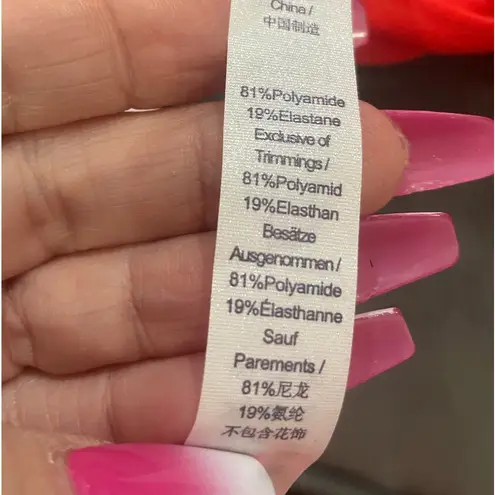 China /
中国制造
81%Polyamide
19%Elastane
Exclusive of
Trimmings /
81%Polyamid
19%Elasthan
Besätze
Ausgenommen /
81%Polyamide
19%Élasthanne
Sauf
Parements /
81%尼龙
19%氨纶
不包含花饰